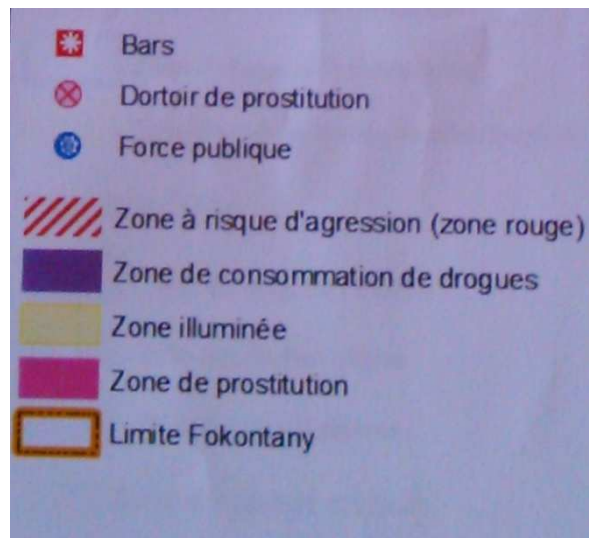 Bars
Dortoir de prostitution
Force publique
Zone à risque d'agression (zone rouge)
Zone de consommation de drogues
Zone illuminée
Zone de prostitution
Limite Fokontany